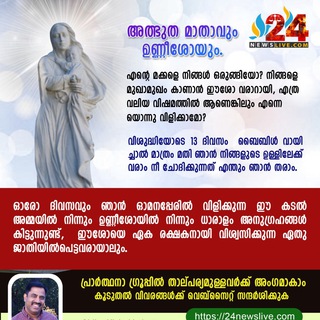 24
NEWSLIVE.COM
അത്ഭുത മാതാവും
ഉണ്ണീശോയും.
എന്റെ മക്കളെ നിങ്ങൾ ഒരുങ്ങിയോ? നിങ്ങളെ
മുഖാമുഖം കാണാൻ ഈശോ വരാറായി, എത്ര
വലിയ വിഷമത്തിൽ ആണെങ്കിലും എന്നെ
യൊന്നു വിളിക്കാമോ?
വിശുദ്ധിയോടെ 13 ദിവസം ബൈബിൾ വായി
ച്ചാൽ മാത്രം മതി ഞാൻ നിങ്ങളുടെ ഉള്ളിലേക്ക്
വരാം നീ ചോദിക്കുന്നത് എന്തും ഞാൻ തരാം.
ഓരോ ദിവസവും ഞാൻ ഓമനപ്പേരിൽ വിളിക്കുന്ന ഈ കടൽ
അമ്മയിൽ നിന്നും ഉണ്ണീശോയിൽ നിന്നും ധാരാളം അനുഗ്രഹങ്ങൾ
കിട്ടുന്നുണ്ട്, ഈശോയെ ഏക രക്ഷകനായി വിശ്വസിക്കുന്ന ഏതു
ജാതിയിൽപെട്ടവരായാലും.
പ്രാർത്ഥനാ ഗ്രൂപ്പിൽ താല്പര്യമുള്ളവർക്ക് അംഗമാകാം
കൂടുതൽ വിവരങ്ങൾക്ക് വെബ്സൈറ്റ് സന്ദർശിക്കുക
https://24newslive.com